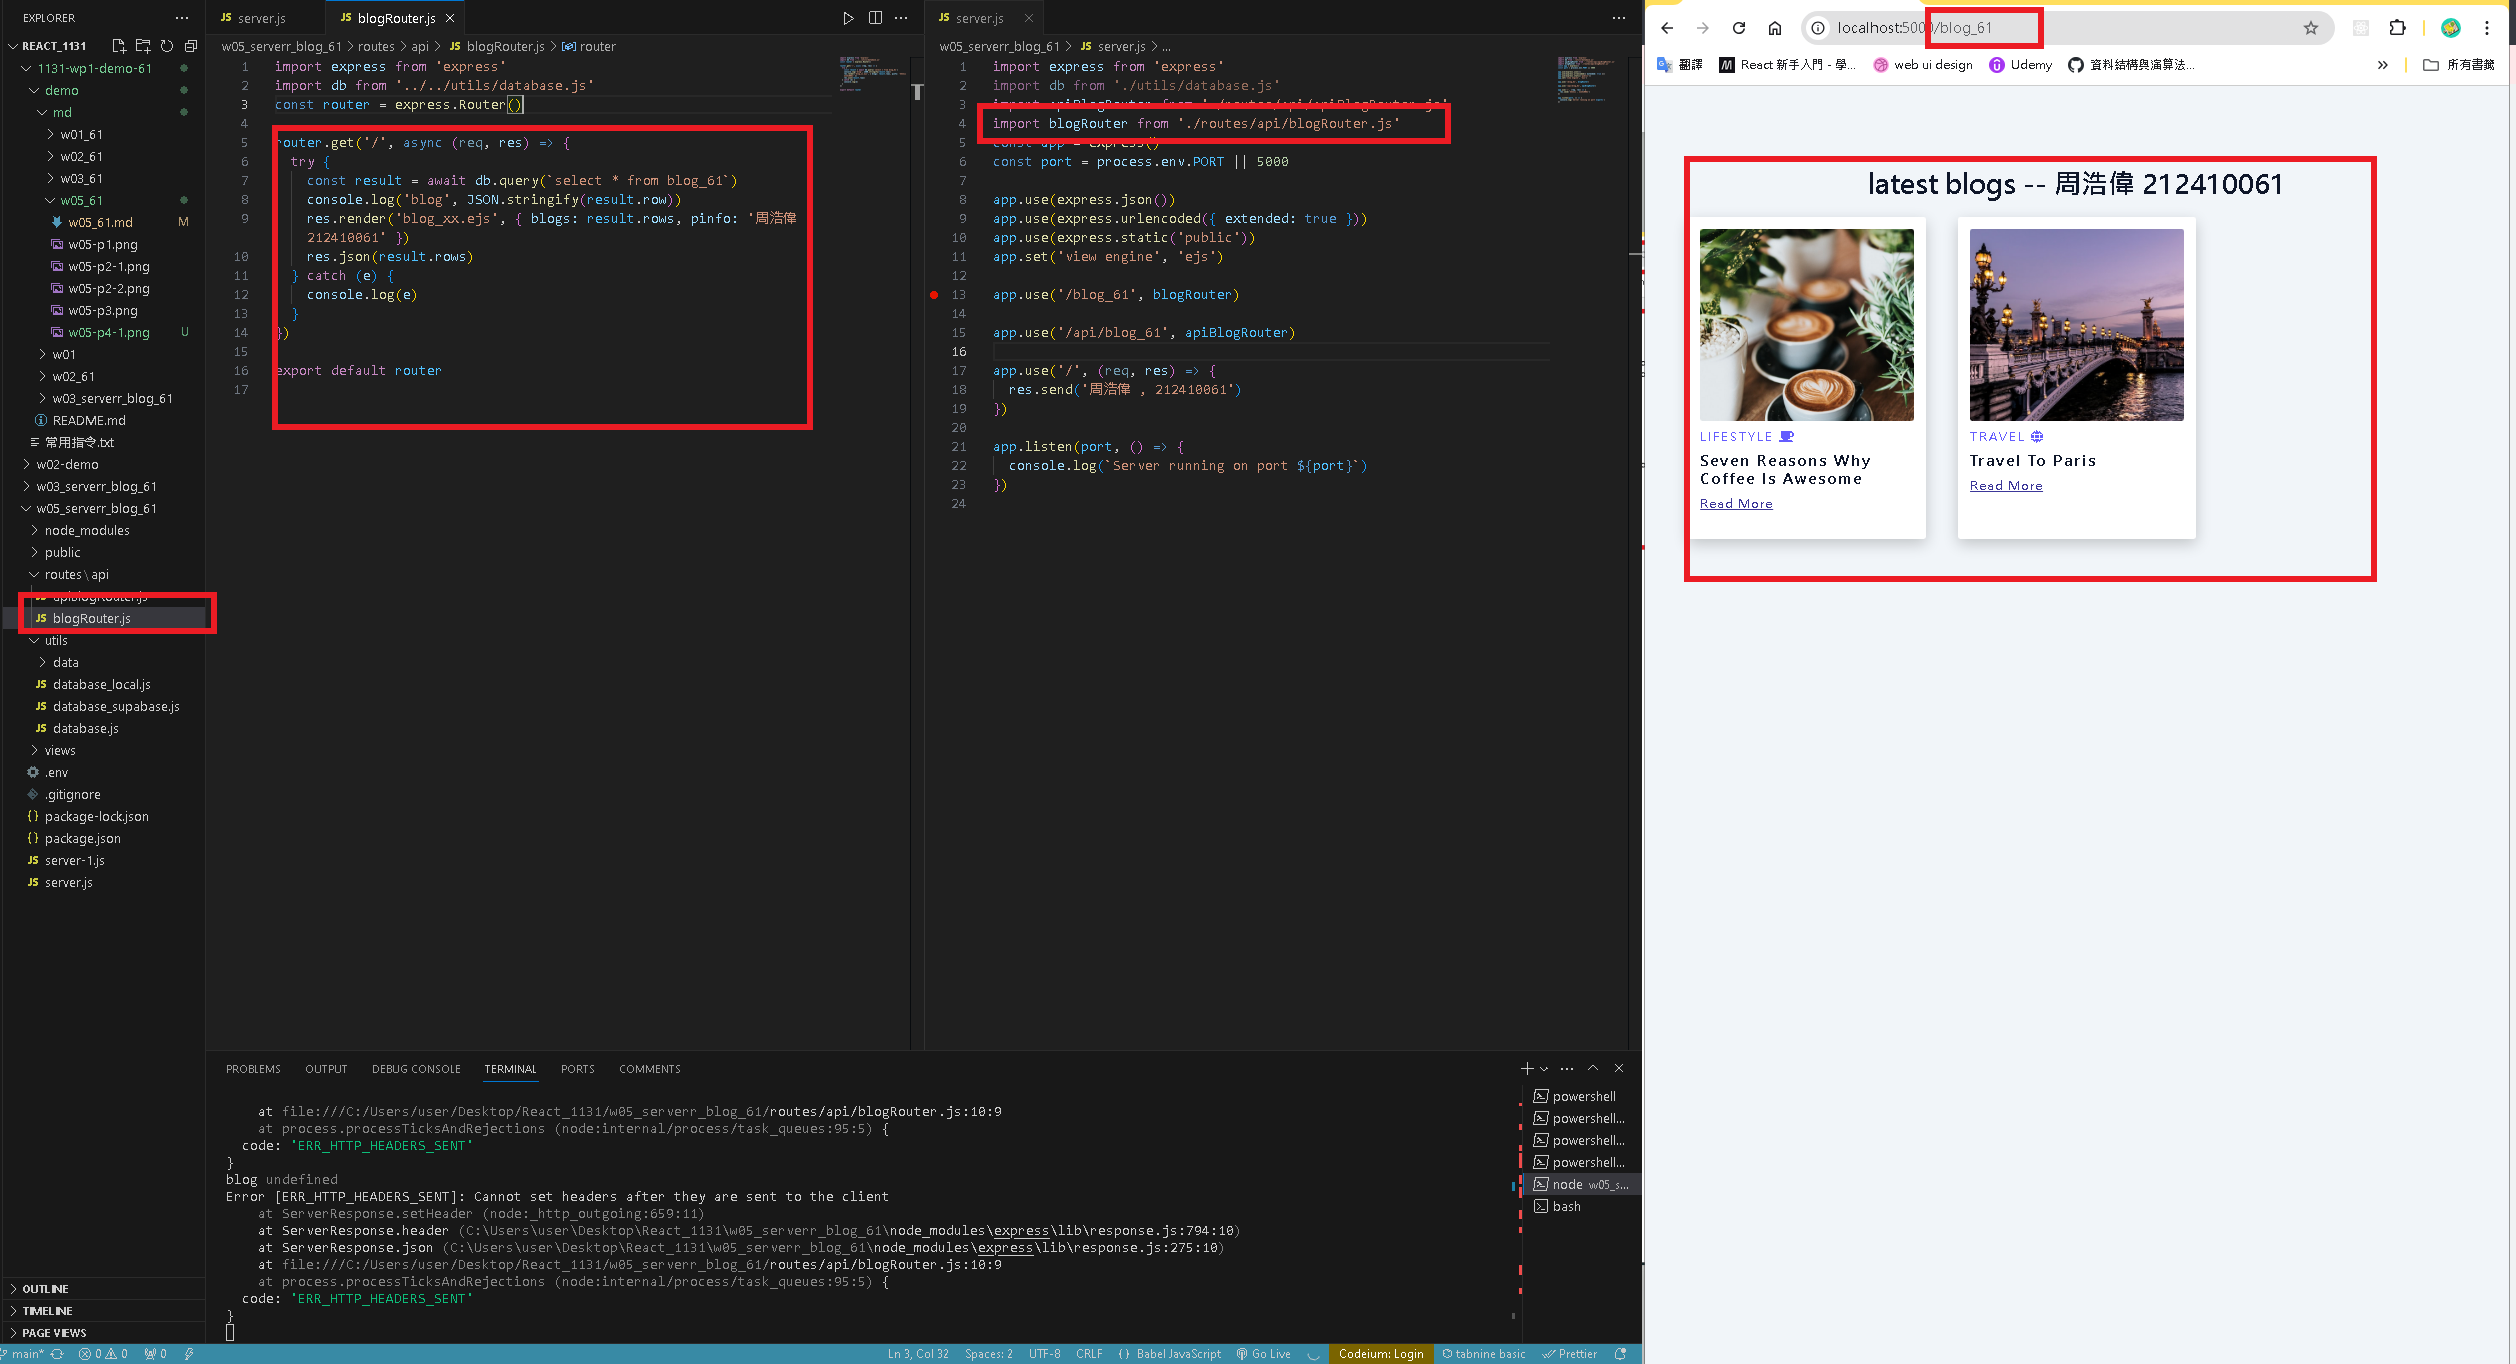 EXPLORER
REACT_1131
1131-wp1-demo-61
demo
md
w01_61
w02_61
w03_61
w05_61
w05_61.md M
w05-p1.png
w05-p2-1.png
w05-p2-2.png
w05-p3.png
w05-p4-1.png U
w01
w02_61
w03_serverr_blog_61
README.md
常用指令.txt
w02-demo
w03_serverr_blog_61
w05_serverr_blog_61
node_modules
public
routes\api
apiBlogRouter.js
blogRouter.js
utils
data
database_local.js
database_supabase.js
database.js
views
.env
.gitignore
package-lock.json
package.json
server-1.js
server.js
OUTLINE
TIMELINE
PAGE VIEWS
server.js
blogRouter.js
w05_serverr_blog_61 > routes > api > blogRouter.js > router
1 import express from 'express'
2 import db from '../../utils/database.js'
3 const router = express.Router()
4
5 router.get('/', async (req, res) => {
6 try {
7 const result = await db.query(`select * from blog_61`)
8 console.log('blog', JSON.stringify(result.row))
9 res.render('blog_xx.ejs', { blogs: result.rows, pinfo: '周浩偉
212410061' })
10 res.json(result.rows)
11 } catch (e) {
12 console.log(e)
13 }
14 })
15
16 export default router
17
server.js
w05_serverr_blog_61 > server.js > ...
1 import express from 'express'
2 import db from './utils/database.js'
3 import apiBlogRouter from './routes/api/apiBlogRouter.js'
4 import blogRouter from './routes/api/blogRouter.js'
5 const app = express()
6 const port = process.env.PORT || 5000
7
8 app.use(express.json())
9 app.use(express.urlencoded({ extended: true }))
10 app.use(express.static('public'))
11 app.set('view engine', 'ejs')
12
13 app.use('/blog_61', blogRouter)
14
15 app.use('/api/blog_61', apiBlogRouter)
16
17 app.use('/', (req, res) => {
18 res.send('周浩偉 , 212410061')
19 })
20
21 app.listen(port, () => {
22 console.log(`Server running on port ${port}`)
23 })
24
PROBLEMS OUTPUT DEBUG CONSOLE TERMINAL PORTS COMMENTS
at file:///C:/Users/user/Desktop/React_1131/w05_serverr_blog_61/routes/api/blogRouter.js:10:9
at process.processTicksAndRejections (node:internal/process/task_queues:95:5) {
code: 'ERR_HTTP_HEADERS_SENT'
}
blog undefined
Error [ERR_HTTP_HEADERS_SENT]: Cannot set headers after they are sent to the client
at ServerResponse.setHeader (node:_http_outgoing:659:11)
at ServerResponse.header (C:\Users\user\Desktop\React_1131\w05_serverr_blog_61\node_modules\express\lib\response.js:794:10)
at ServerResponse.json (C:\Users\user\Desktop\React_1131\w05_serverr_blog_61\node_modules\express\lib\response.js:275:10)
at file:///C:/Users/user/Desktop/React_1131/w05_serverr_blog_61/routes/api/blogRouter.js:10:9
at process.processTicksAndRejections (node:internal/process/task_queues:95:5) {
code: 'ERR_HTTP_HEADERS_SENT'
}
powershell
powershell...
powershell...
powershell...
node w05_s...
bash
main* 0 0 0
Ln 3, Col 32 Spaces: 2 UTF-8 CRLF {} Babel JavaScript Go Live Codeium: Login tabnine basic Prettier
localhost:5000/blog_61
翻譯 React 新手入門 - 學... web ui design Udemy 資料結構與演算法... » 所有書籤
latest blogs -- 周浩偉 212410061
LIFESTYLE
Seven Reasons Why
Coffee Is Awesome
Read More
TRAVEL
Travel To Paris
Read More